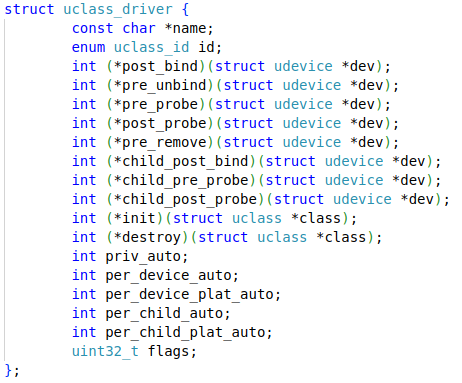 struct uclass_driver {
        const char *name;
        enum uclass_id id;
        int (*post_bind)(struct udevice *dev);
        int (*pre_unbind)(struct udevice *dev);
        int (*pre_probe)(struct udevice *dev);
        int (*post_probe)(struct udevice *dev);
        int (*pre_remove)(struct udevice *dev);
        int (*child_post_bind)(struct udevice *dev);
        int (*child_pre_probe)(struct udevice *dev);
        int (*child_post_probe)(struct udevice *dev);
        int (*init)(struct uclass *class);
        int (*destroy)(struct uclass *class);
        int priv_auto;
        int per_device_auto;
        int per_device_plat_auto;
        int per_child_auto;
        int per_child_plat_auto;
        uint32_t flags;
};